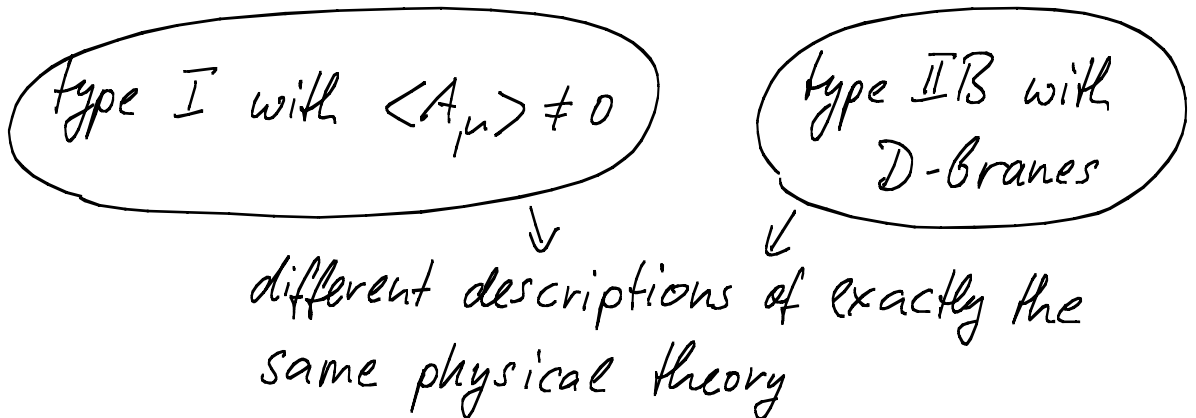 type I with <A_μ> ≠ 0
type IIB with
D-Branes
different descriptions of exactly the
same physical theory